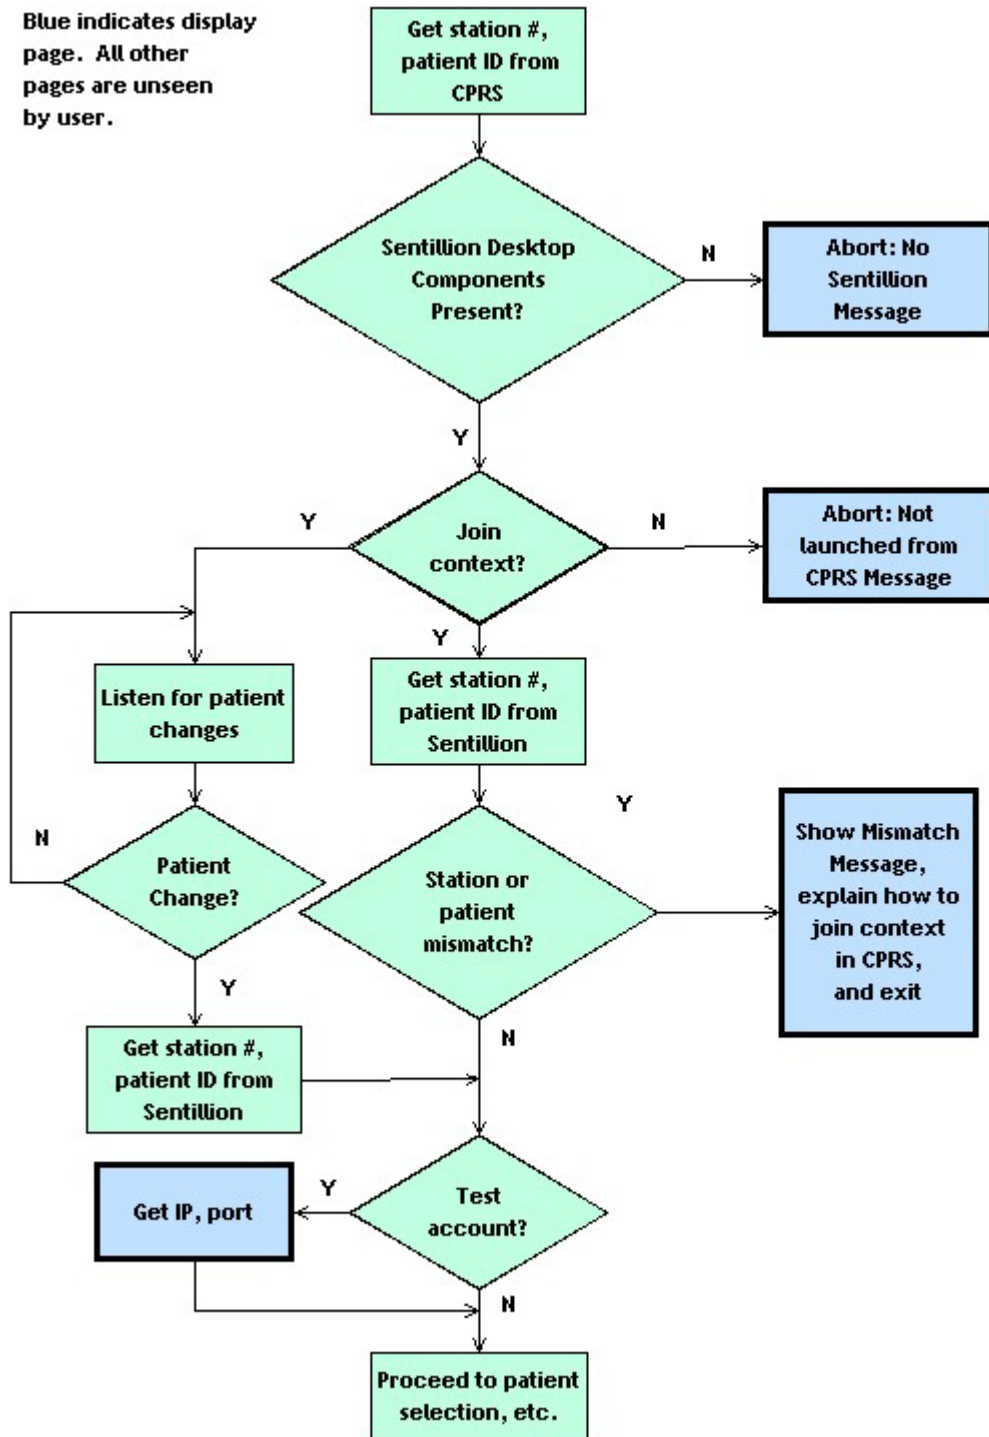 Blue indicates display
page. All other
pages are unseen
by user.
Get station #,
patient ID from
CPRS
Sentillion Desktop
Components
Present?
N
Abort: No
Sentillion
Message
Y
Join
context?
Y
N
Abort: Not
launched from
CPRS Message
Y
Get station #,
patient ID from
Sentillion
Listen for patient
changes
N
Patient
Change?
Station or
patient
mismatch?
Y
Show Mismatch
Message,
explain how to
join context
in CPRS,
and exit
Y
N
Get station #,
patient ID from
Sentillion
Test
account?
Y
Get IP, port
N
Proceed to patient
selection, etc.